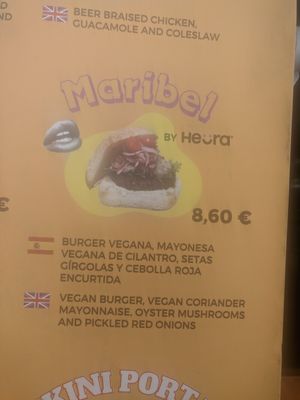 BEER BRAISED CHICKEN,
GUACAMOLE AND COLESLAW
Maribel
BY Heura
8,60 €
€
BURGER VEGANA, MAYONESA
VEGANA DE CILANTRO, SETAS
GÍRGOLAS Y CEBOLLA ROJA
ENCURTIDA
VEGAN BURGER, VEGAN CORIANDER
MAYONNAISE, OYSTER MUSHROOMS
AND PICKLED RED ONIONS